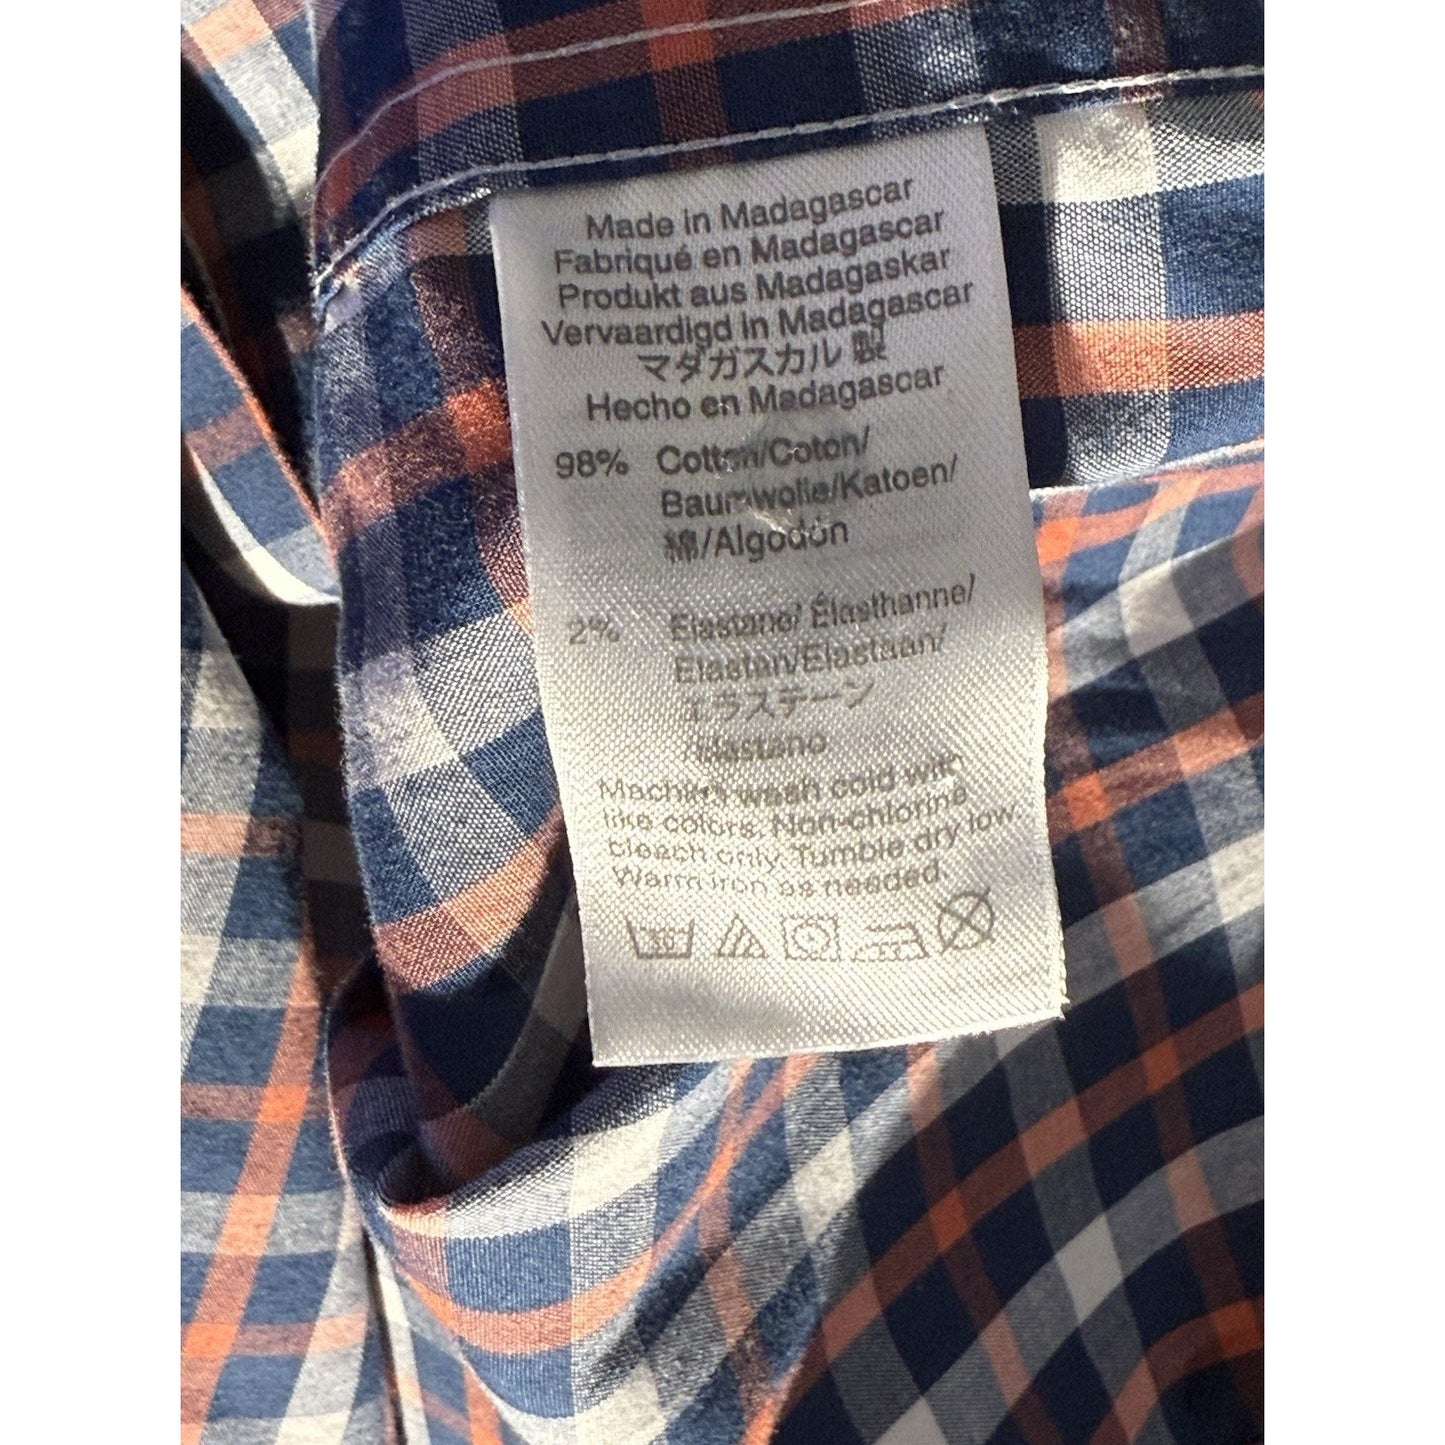 Made in Madagascar
Fabriqué en Madagascar
Produkt aus Madagaskar
Vervaardigd in Madagascar
マダガスカル 製
Hecho en Madagascar
98% Cotton/Coton/
Baumwolle/Katoen/
綿/Algodón
2% Elastane/ Élasthanne/
Elastan/Elastaan/
エラステーン
/Elastano
Machine wash cold with
like colors. Non-chlorine
bleach only. Tumble dry low.
Warm iron as needed.
30